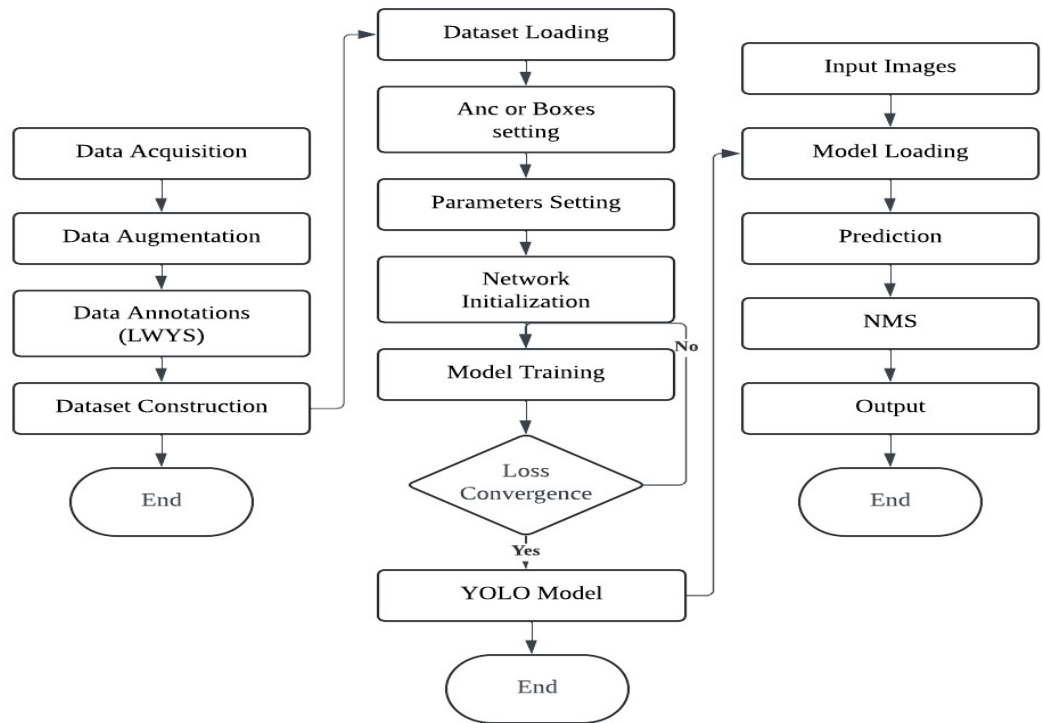 Data Acquisition
Data Augmentation
Data Annotations
(LWYS)
Dataset Construction
End
Dataset Loading
Anc or Boxes
setting
Parameters Setting
Network
Initialization
No
Model Training
Loss
Convergence
Yes
YOLO Model
End
Input Images
Model Loading
Prediction
NMS
Output
End